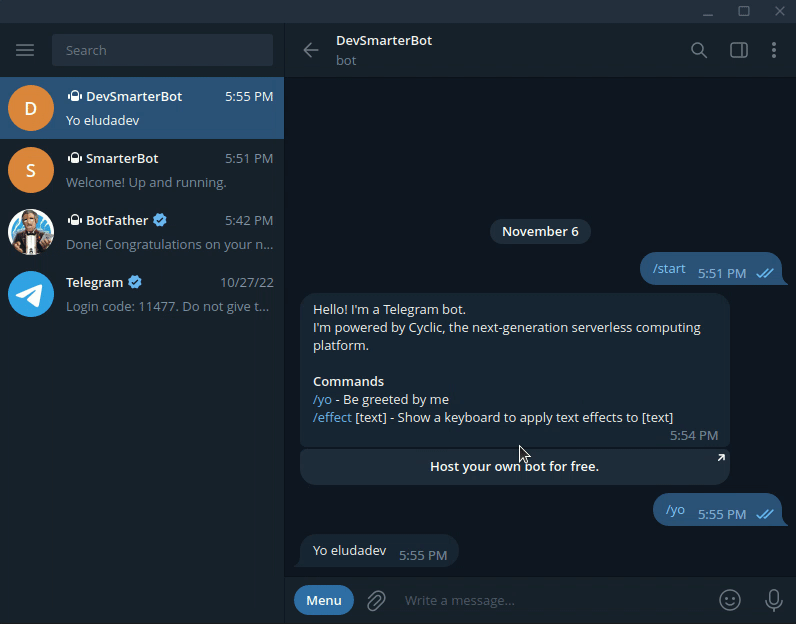 Search
D
DevSmarterBot
5:55 PM
Yo eludadev
S
SmarterBot
5:51 PM
Welcome! Up and running.
BotFather
5:42 PM
Done! Congratulations on your n...
Telegram
10/27/22
Login code: 11477. Do not give t...
DevSmarterBot
bot
November 6
/start 5:51 PM
Hello! I'm a Telegram bot.
I'm powered by Cyclic, the next-generation serverless computing
platform.
Commands
/yo - Be greeted by me
/effect [text] - Show a keyboard to apply text effects to [text]
5:54 PM
Host your own bot for free.
/yo 5:55 PM
Yo eludadev 5:55 PM
Menu
Write a message...